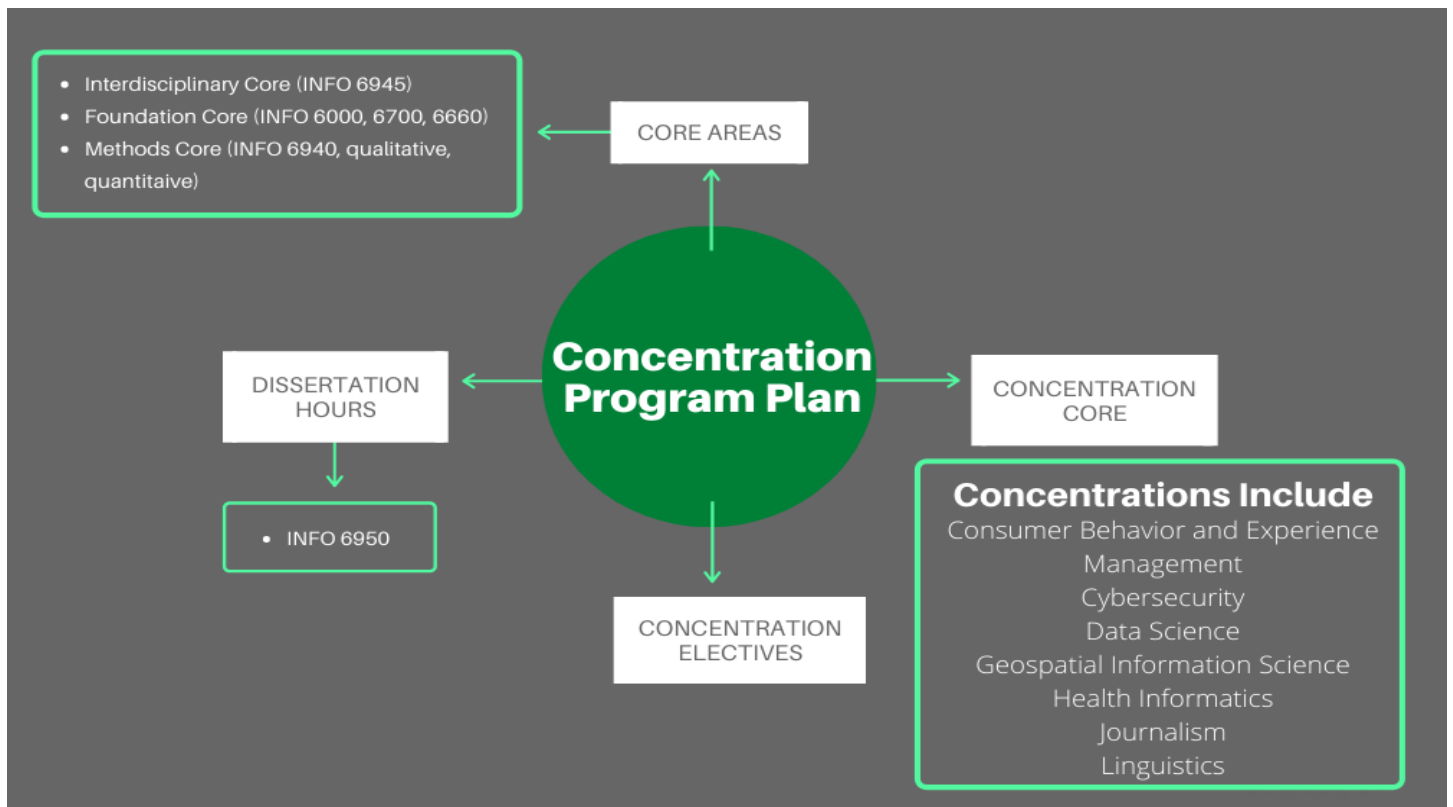 • Interdisciplinary Core (INFO 6945)
• Foundation Core (INFO 6000, 6700, 6660)
• Methods Core (INFO 6940, qualitative,
quantitaive)
CORE AREAS
Concentration
Program Plan
DISSERTATION
HOURS
• INFO 6950
CONCENTRATION
CORE
Concentrations Include
Consumer Behavior and Experience
Management
Cybersecurity
Data Science
Geospatial Information Science
Health Informatics
Journalism
Linguistics
CONCENTRATION
ELECTIVES